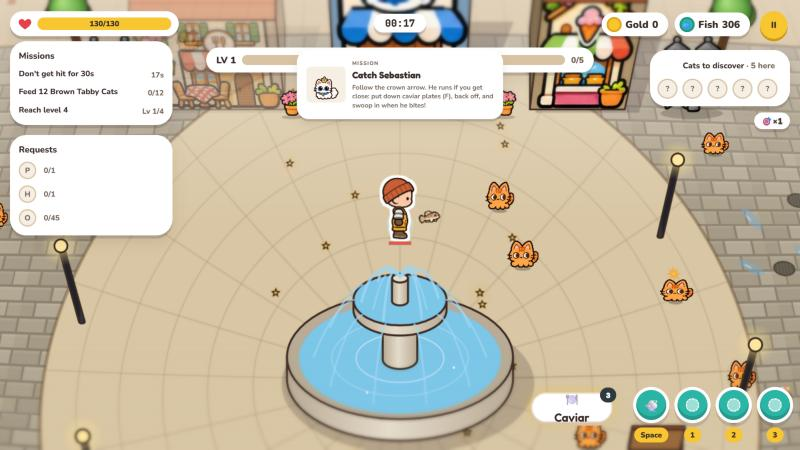 130/130
00:17
Gold 0
Fish 306
Missions
Don't get hit for 30s 17s
Feed 12 Brown Tabby Cats 0/12
Reach level 4 Lv 1/4
LV 1
0/5
MISSION
Catch Sebastian
Follow the crown arrow. He runs if you get
close: put down caviar plates (F), back off, and
swoop in when he bites!
Cats to discover · 5 here
? ? ? ? ?
×1
Requests
P 0/1
H 0/1
O 0/45
3
Caviar
Space 1 2 3